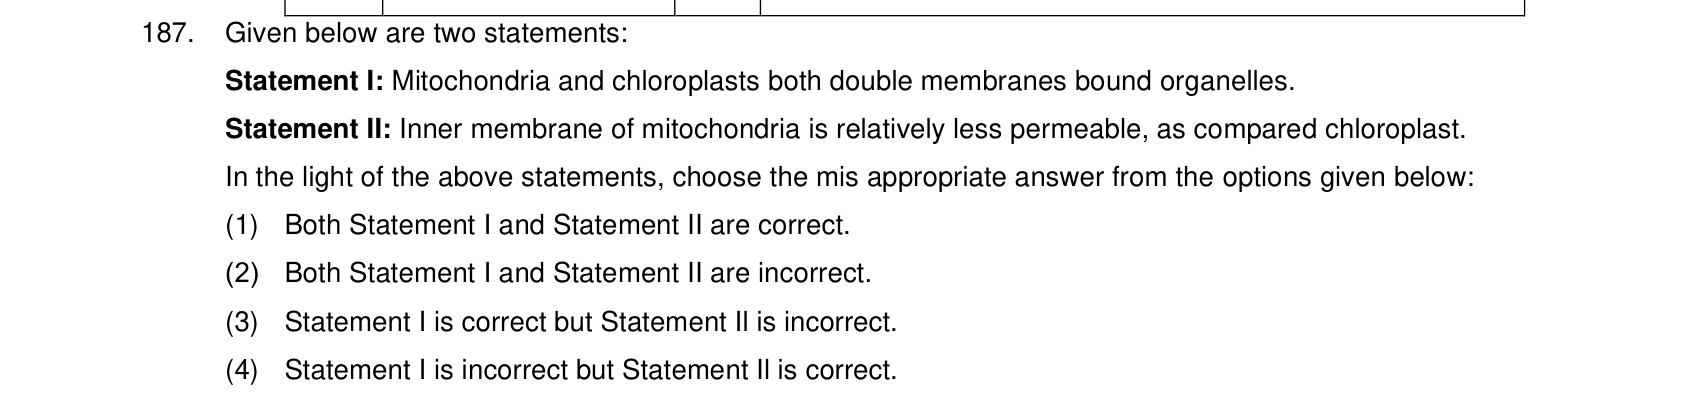 187. Given below are two statements:
Statement I: Mitochondria and chloroplasts both double membranes bound organelles.
Statement II: Inner membrane of mitochondria is relatively less permeable, as compared chloroplast.
In the light of the above statements, choose the mis appropriate answer from the options given below:
(1) Both Statement I and Statement II are correct.
(2) Both Statement I and Statement II are incorrect.
(3) Statement I is correct but Statement II is incorrect.
(4) Statement I is incorrect but Statement II is correct.